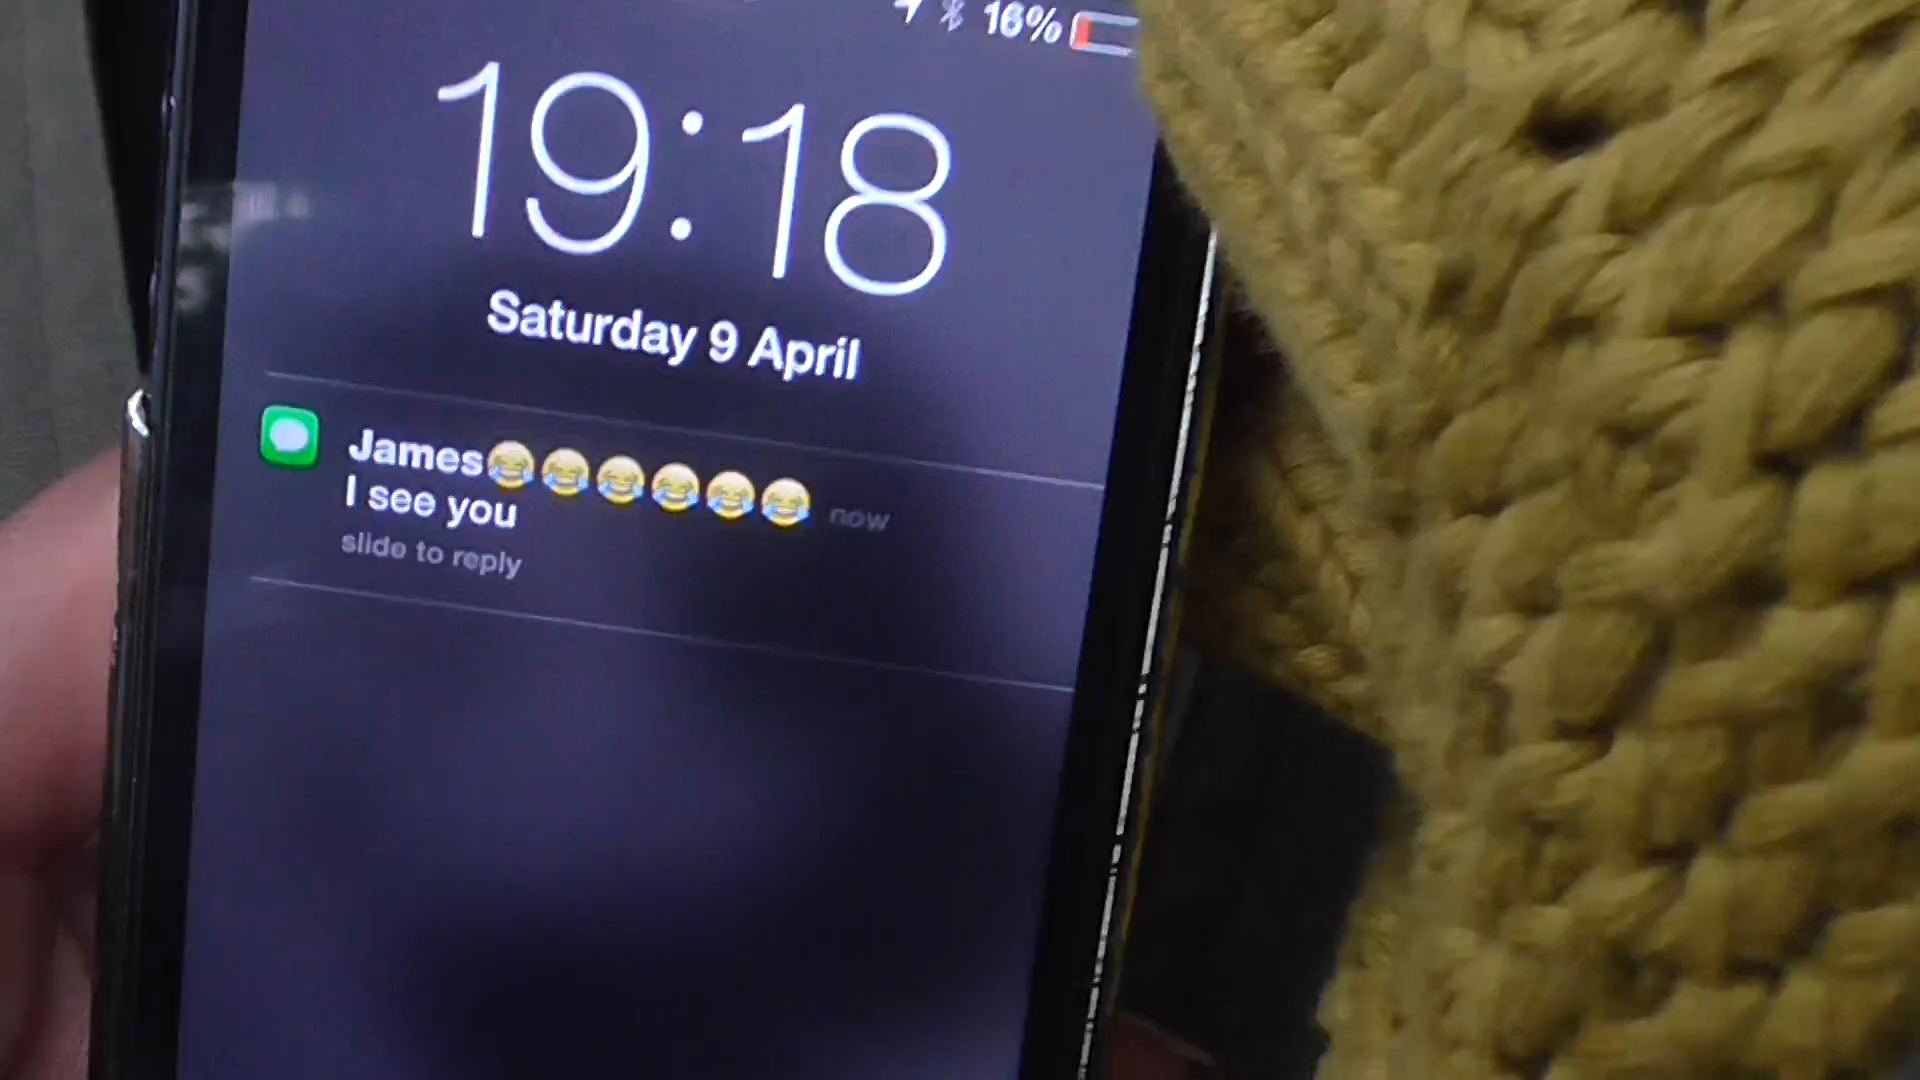 16%
19:18
Saturday 9 April
James😂😂😂😂😂😂 now
I see you
slide to reply